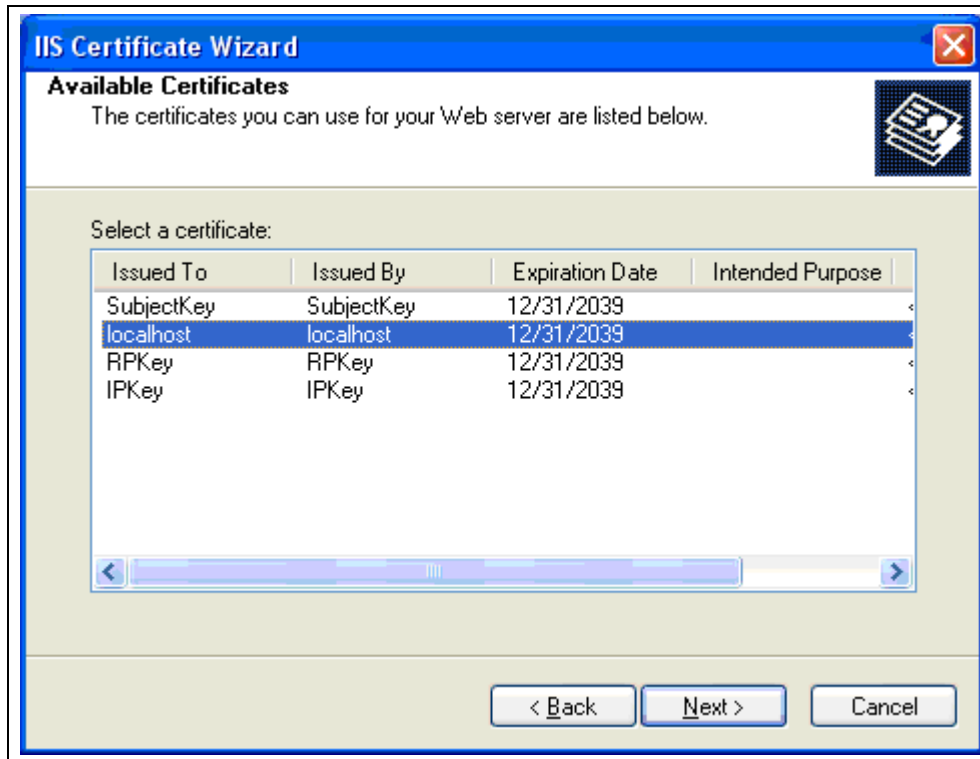 IIS Certificate Wizard
Available Certificates
The certificates you can use for your Web server are listed below.
Select a certificate:
Issued To Issued By Expiration Date Intended Purpose
SubjectKey SubjectKey 12/31/2039 <
localhost localhost 12/31/2039 <
RPKey RPKey 12/31/2039 <
IPKey IPKey 12/31/2039 <
< Back Next > Cancel